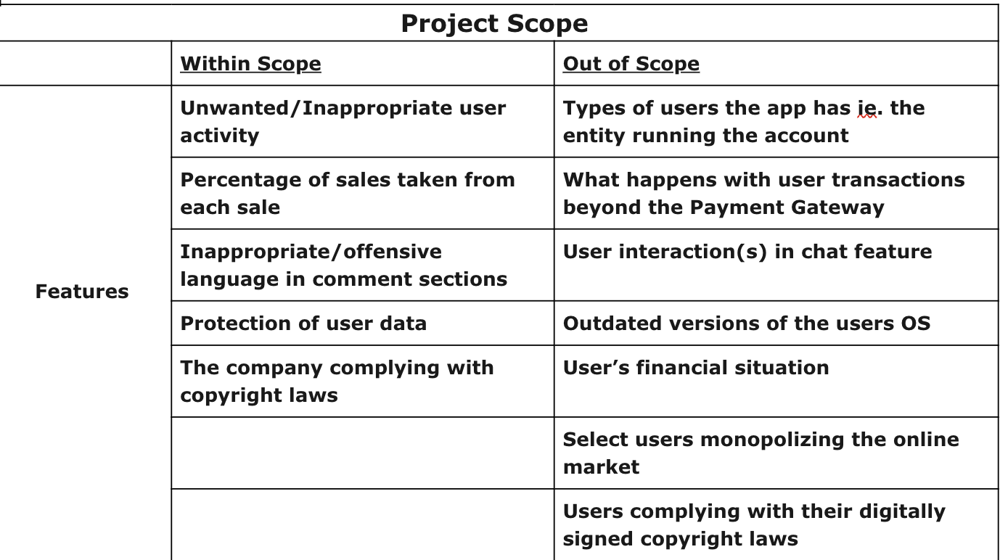 Project Scope
Within Scope
Out of Scope
Features
Unwanted/Inappropriate user
activity
Types of users the app has ie. the
entity running the account
Percentage of sales taken from
each sale
What happens with user transactions
beyond the Payment Gateway
Inappropriate/offensive
language in comment sections
User interaction(s) in chat feature
Protection of user data
Outdated versions of the users OS
The company complying with
copyright laws
User’s financial situation
Select users monopolizing the online
market
Users complying with their digitally
signed copyright laws